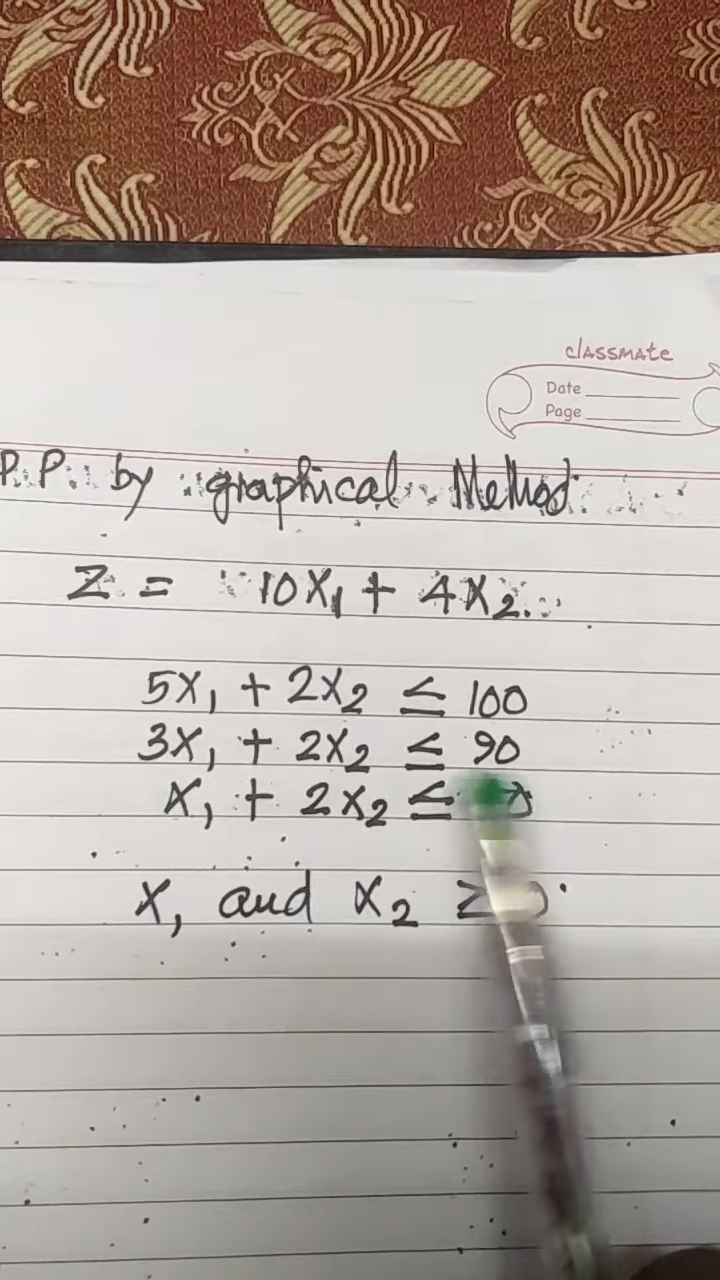 classmate
Date
Page
P.P. by graphical Method
Z = 10x₁ + 4x₂.
5x₁ + 2x₂ ≤ 100
3x₁ + 2x₂ ≤ 90
x₁ + 2x₂ ≤
x₁ and x₂ ≥ 0.